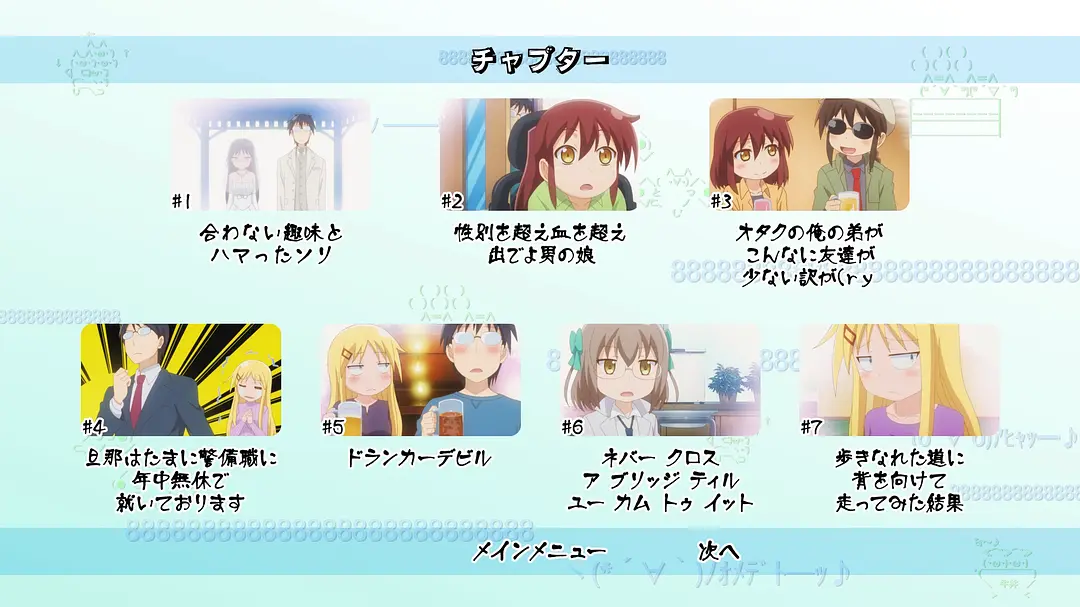 チャプター
#1
合わない趣味と
ハマったソリ
#2
性別を超え血を超え
出でよ男の娘
#3
オタクの俺の弟が
こんなに友達が
少ない訳が(ry
#4
旦那はたまに警備職に
年中無休で
就いております
#5
ドランカーデビル
#6
ネバー クロス
ア ブリッジ ティル
ユー カム トゥ イット
#7
歩きなれた道に
背を向けて
走ってみた結果
メインメニュー
次へ